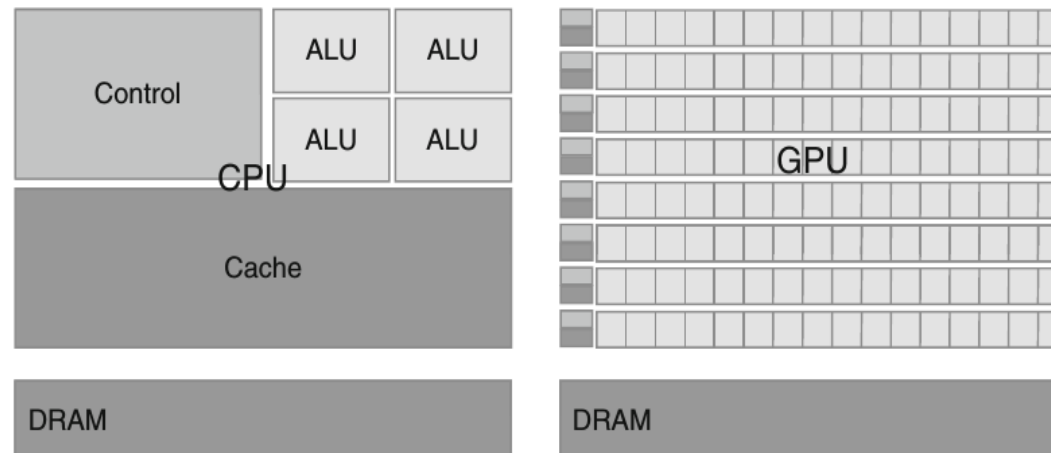 ALU ALU
Control
ALU ALU
CPU
Cache
DRAM
GPU
DRAM